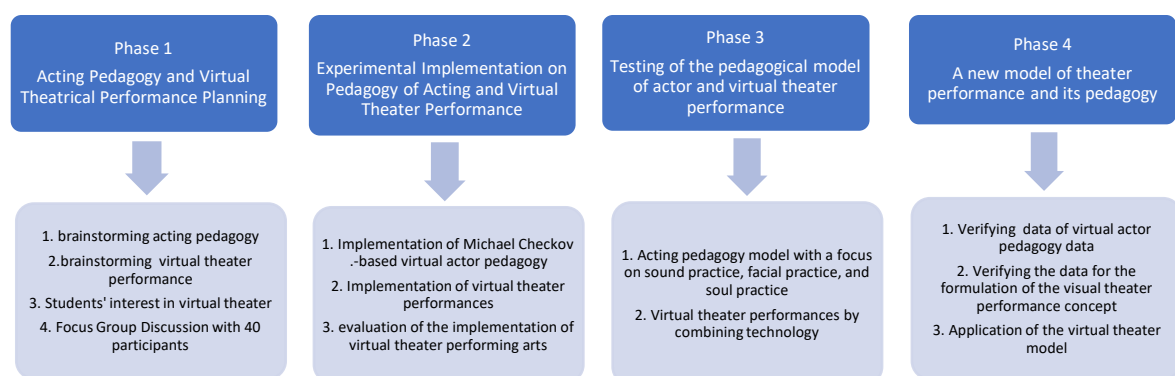 Phase 1
Acting Pedagogy and Virtual
Theatrical Performance Planning
1. brainstorming acting pedagogy
2.brainstorming virtual theater
performance
3. Students' interest in virtual theater
4. Focus Group Discussion with 40
participants
Phase 2
Experimental Implementation on
Pedagogy of Acting and Virtual
Theater Performance
1. Implementation of Michael Checkov
.-based virtual actor pedagogy
2. Implementation of virtual theater
performances
3. evaluation of the implementation of
virtual theater performing arts
Phase 3
Testing of the pedagogical model
of actor and virtual theater
performance
1. Acting pedagogy model with a focus
on sound practice, facial practice, and
soul practice
2. Virtual theater performances by
combining technology
Phase 4
A new model of theater
performance and its pedagogy
1. Verifying data of virtual actor
pedagogy data
2. Verifying the data for the
formulation of the visual theater
performance concept
3. Application of the virtual theater
model